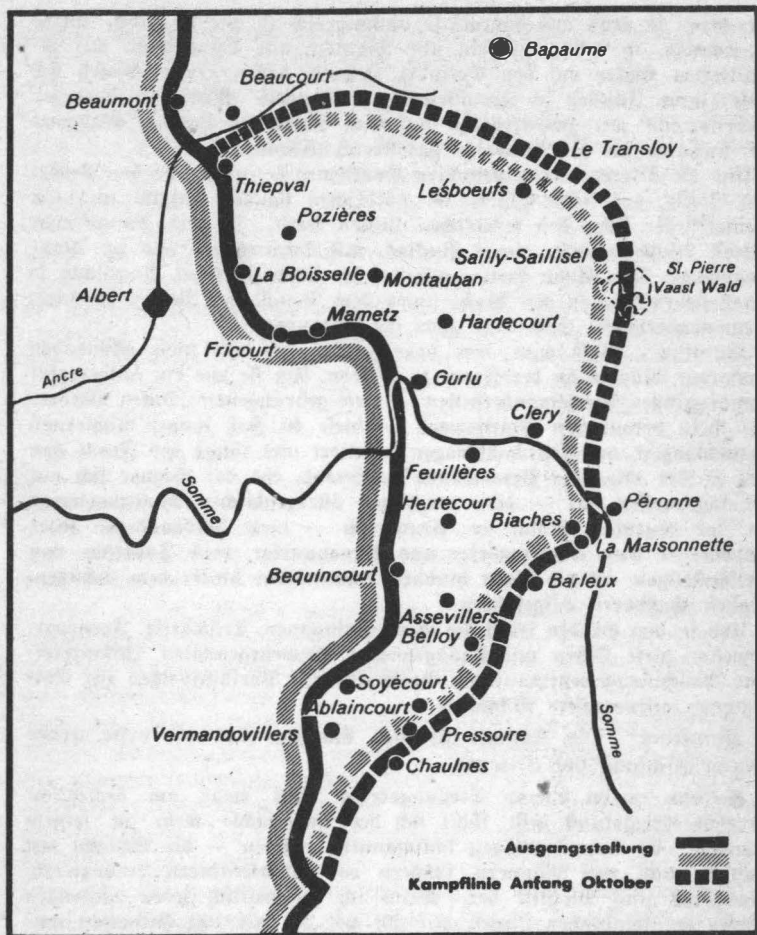 Bapaume
Beaucourt
Beaumont
Le Transloy
Thiepval
Lesboeufs
Pozières
Sailly-Saillisel
La Boisselle
Montauban
St. Pierre
Vaast Wald
Albert
Mametz
Hardecourt
Fricourt
Ancre
Gurlu
Clery
Feuillères
Somme
Hertécourt
Péronne
Biaches
La Maisonnette
Bequincourt
Barleux
Assevillers
Belloy
Soyécourt
Ablaincourt
Somme
Vermandovillers
Pressoire
Chaulnes
Ausgangsstellung
Kampflinie Anfang Oktober